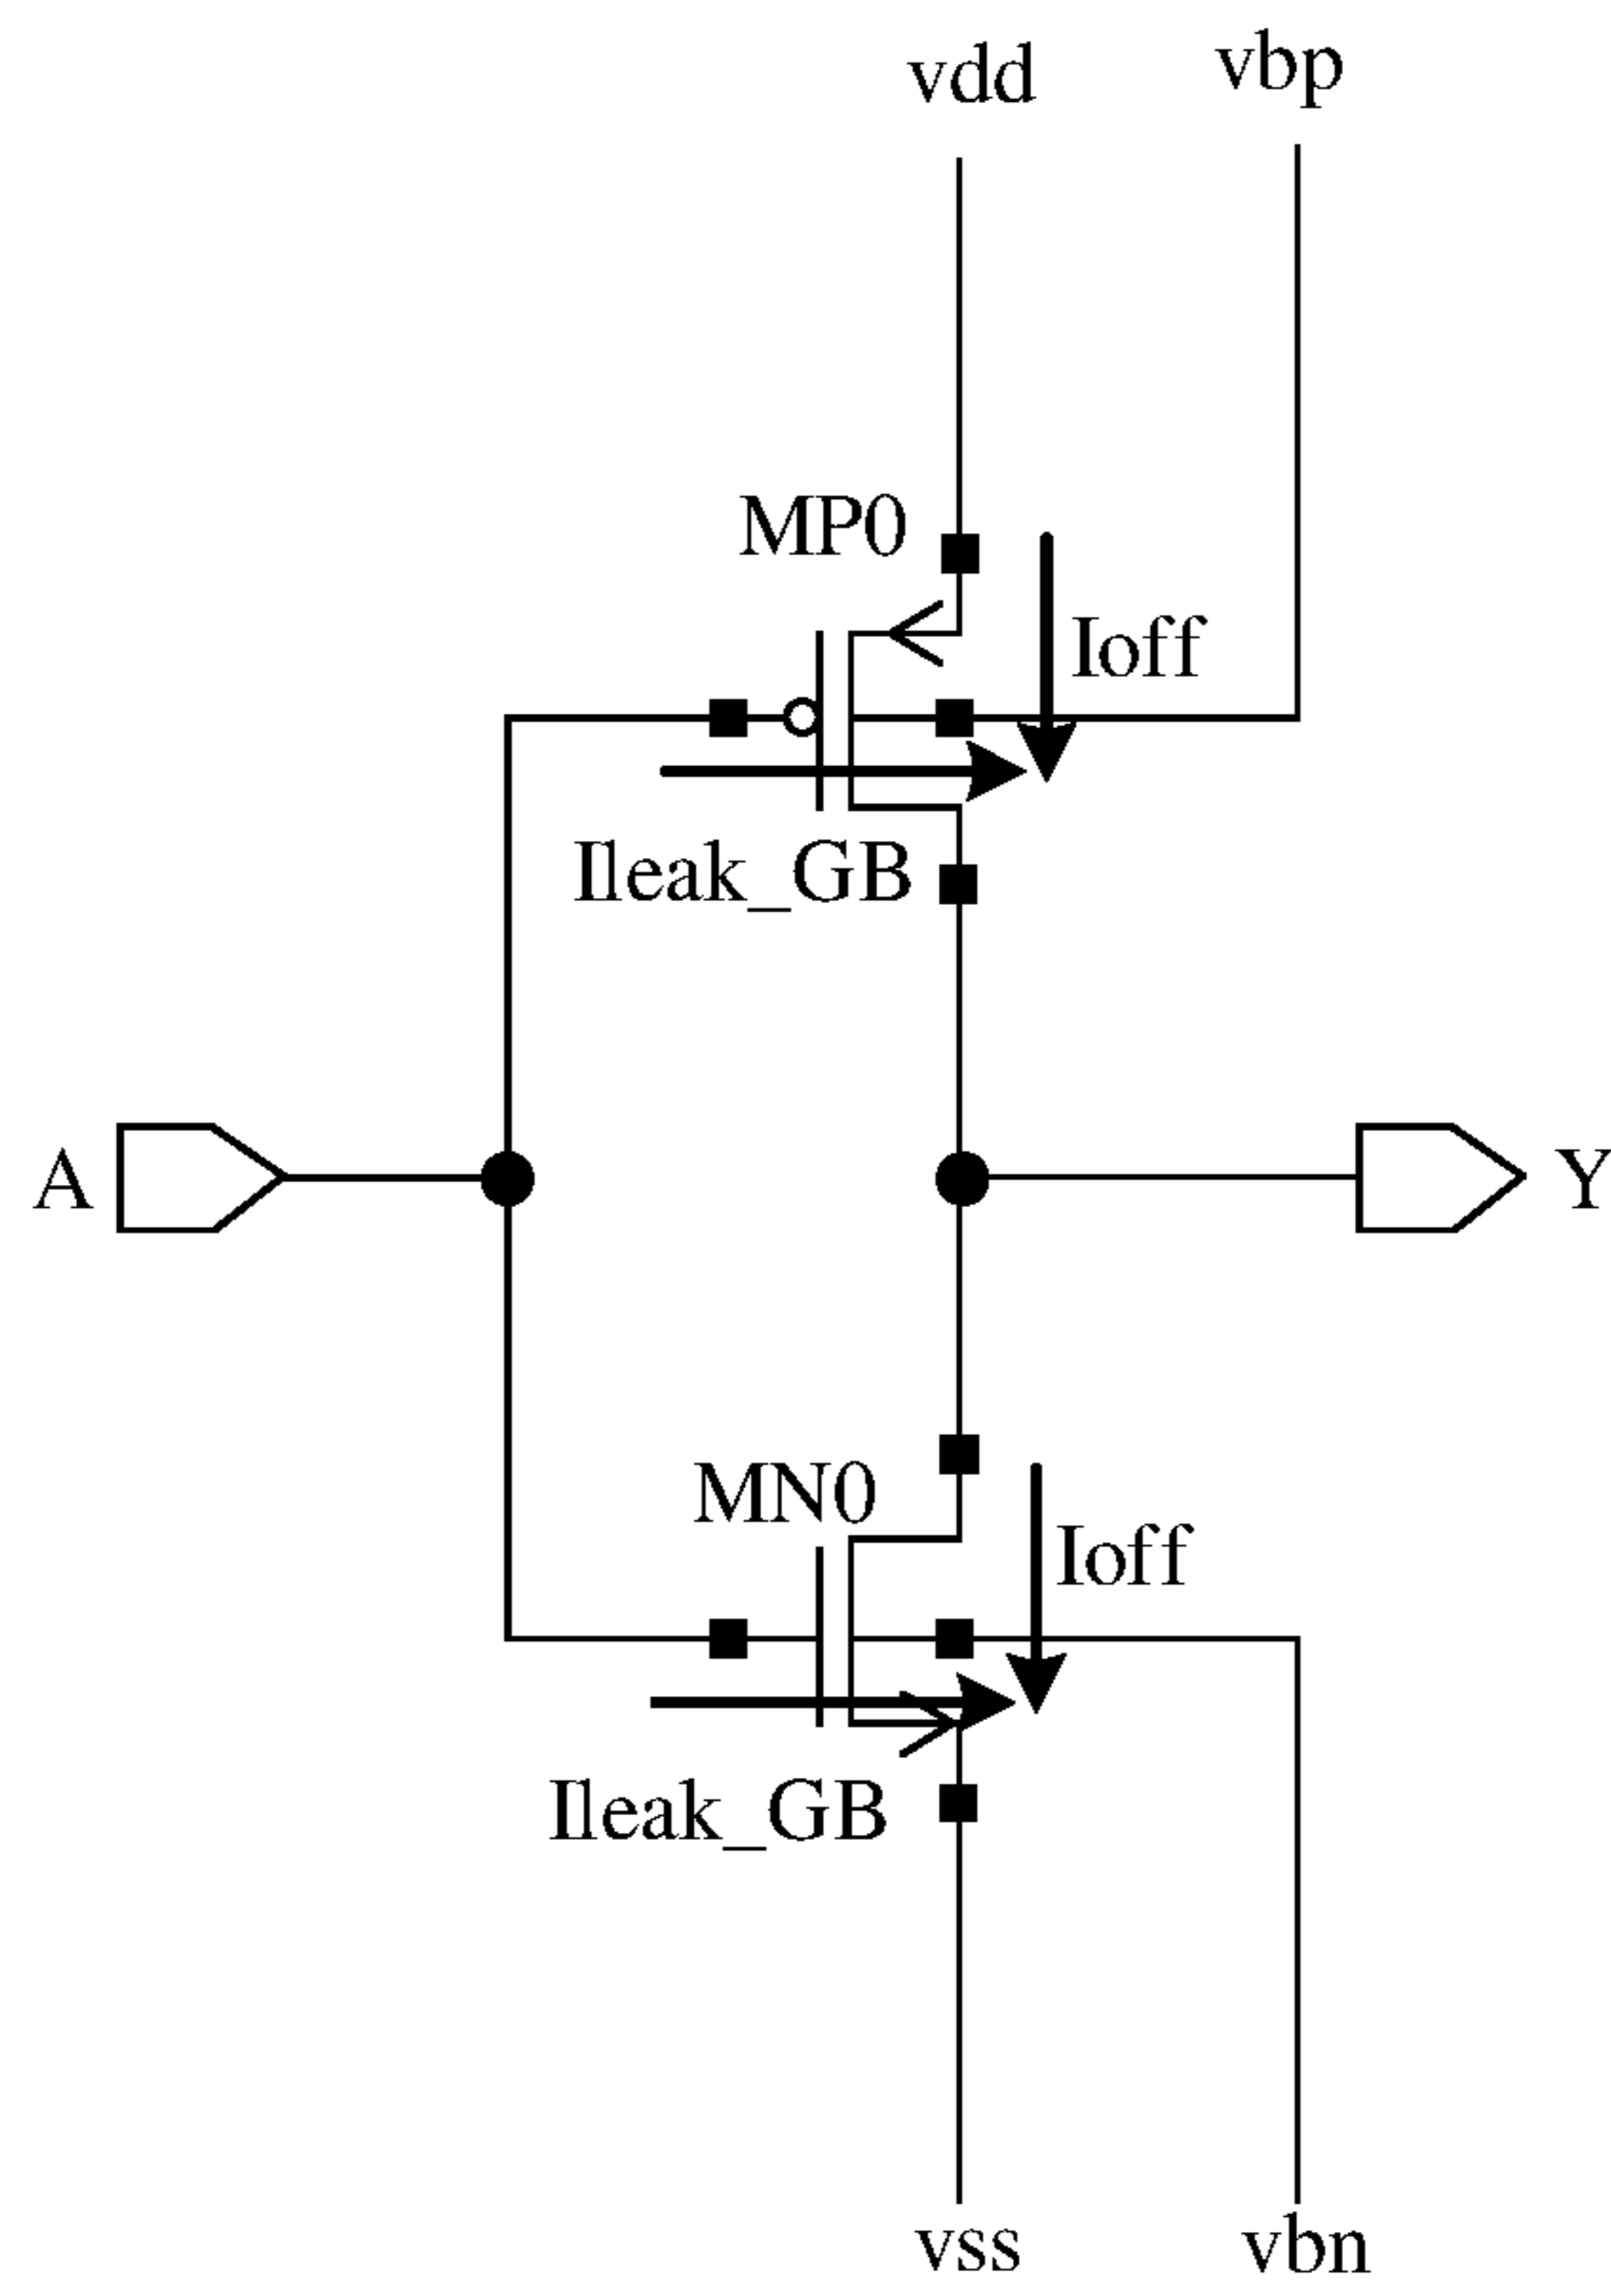 vdd
vbp
MP0
Ioff
Ileak_GB
A
Y
MN0
Ioff
Ileak_GB
vss
vbn